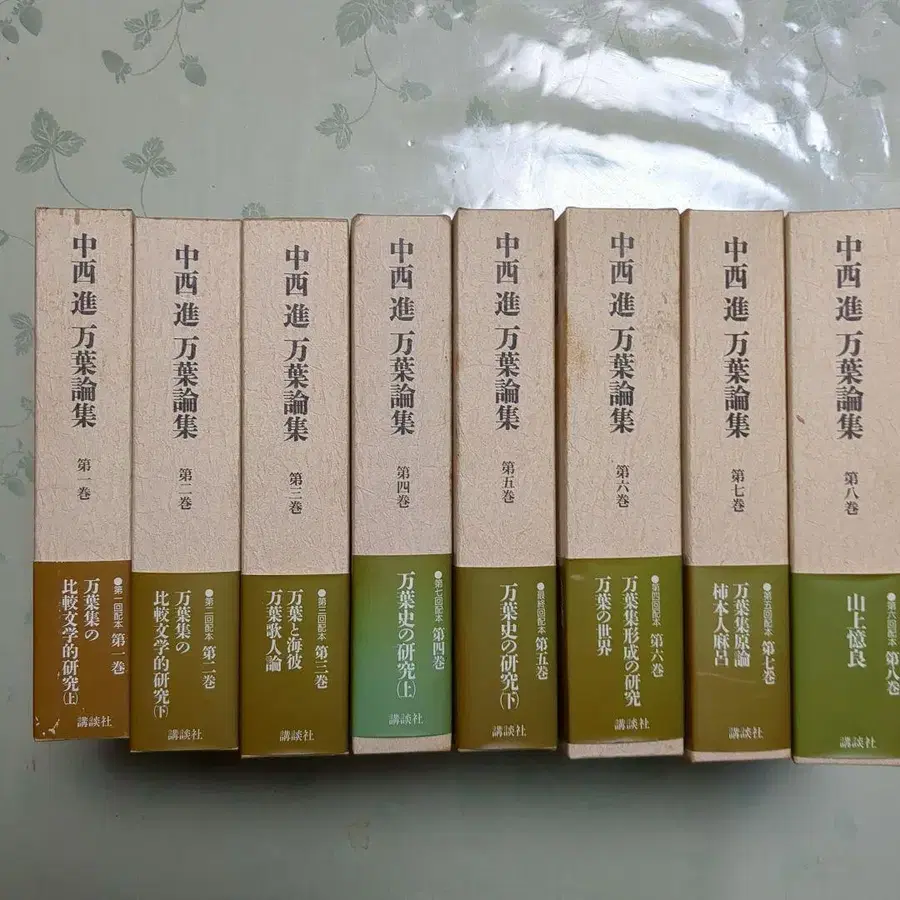 中西進 万葉論集
第一巻
●第一回配本 第一巻
万葉集の
比較文学的研究(上)
講談社
中西進 万葉論集
第二巻
●第二回配本 第二巻
万葉集の
比較文学的研究(下)
講談社
中西進 万葉論集
第三巻
●第三回配本 第三巻
万葉と海彼
万葉歌人論
講談社
中西進 万葉論集
第四巻
●第七回配本 第四巻
万葉史の研究(上)
講談社
中西進 万葉論集
第五巻
●最終回配本 第五巻
万葉史の研究(下)
講談社
中西進 万葉論集
第六巻
●第四回配本 第六巻
万葉集形成の研究
万葉の世界
講談社
中西進 万葉論集
第七巻
●第五回配本 第七巻
万葉集原論
柿本人麻呂
講談社
中西進 万葉論集
第八巻
●第六回配本 第八巻
山上憶良
講談社